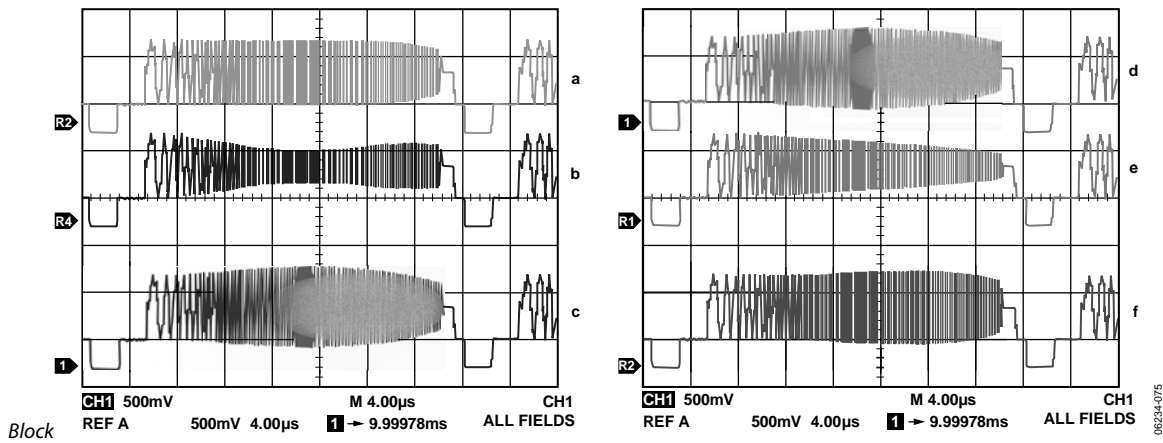 a
R2
b
R4
c
1
CH1 500mV M 4.00µs CH1
REF A 500mV 4.00µs 1 → 9.99978ms ALL FIELDS
d
1
e
R1
f
R2
CH1 500mV M 4.00µs CH1
REF A 500mV 4.00µs 1 → 9.99978ms ALL FIELDS
06234-075
Block